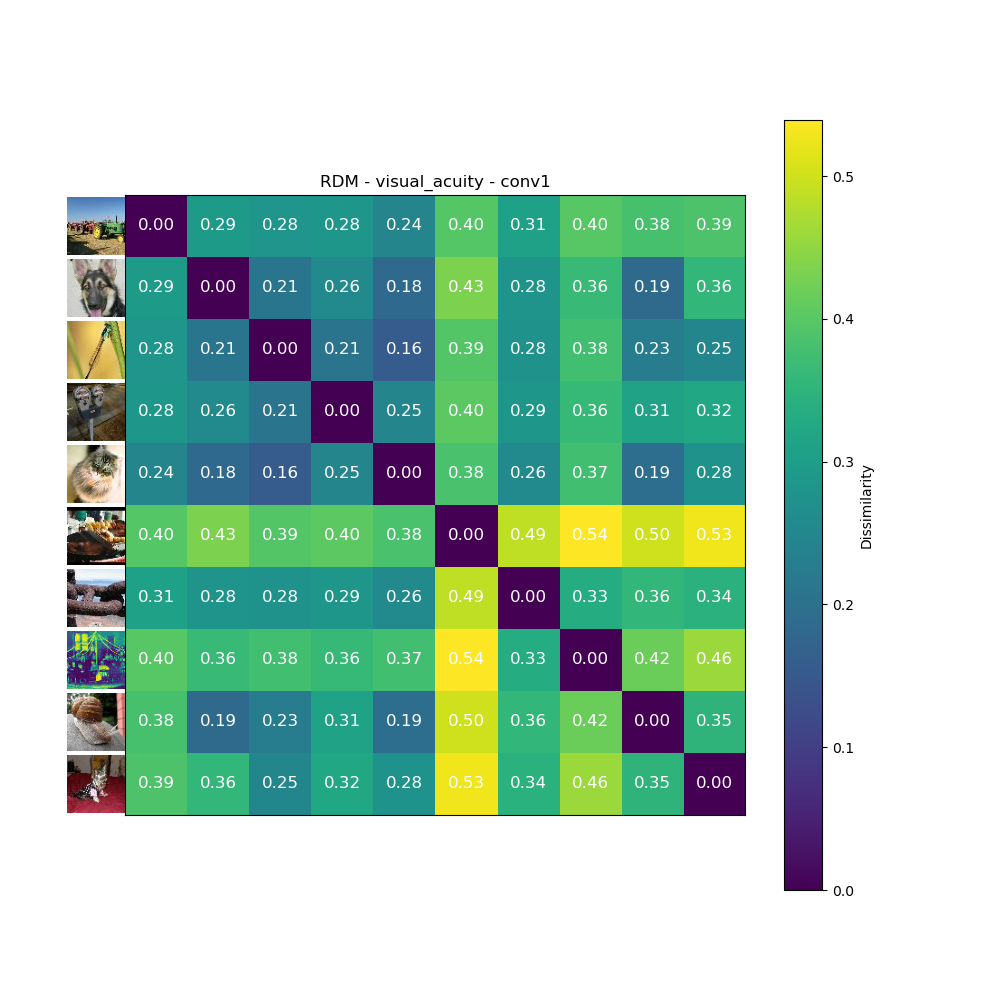 RDM - visual_acuity - conv1
0.00 0.29 0.28 0.28 0.24 0.40 0.31 0.40 0.38 0.39
0.29 0.00 0.21 0.26 0.18 0.43 0.28 0.36 0.19 0.36
0.28 0.21 0.00 0.21 0.16 0.39 0.28 0.38 0.23 0.25
0.28 0.26 0.21 0.00 0.25 0.40 0.29 0.36 0.31 0.32
0.24 0.18 0.16 0.25 0.00 0.38 0.26 0.37 0.19 0.28
0.40 0.43 0.39 0.40 0.38 0.00 0.49 0.54 0.50 0.53
0.31 0.28 0.28 0.29 0.26 0.49 0.00 0.33 0.36 0.34
0.40 0.36 0.38 0.36 0.37 0.54 0.33 0.00 0.42 0.46
0.38 0.19 0.23 0.31 0.19 0.50 0.36 0.42 0.00 0.35
0.39 0.36 0.25 0.32 0.28 0.53 0.34 0.46 0.35 0.00
0.5
0.4
0.3
0.2
0.1
0.0
Dissimilarity